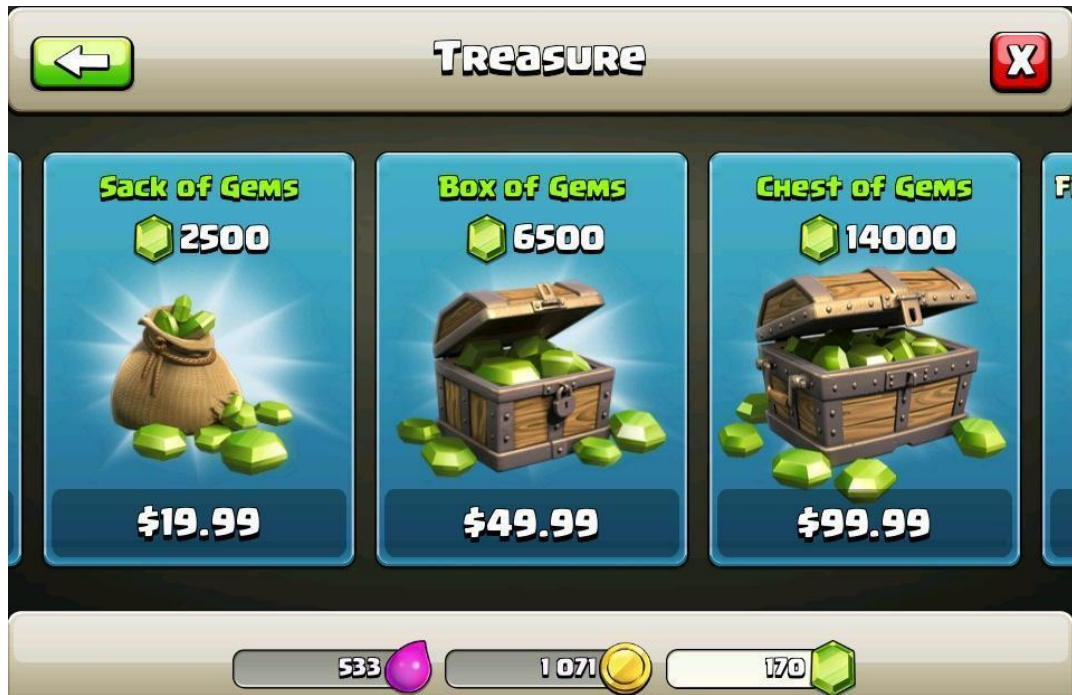 Treasure
X
Sack of Gems
2500
$19.99
Box of Gems
6500
$49.99
Chest of Gems
14000
$99.99
533
1 071
170